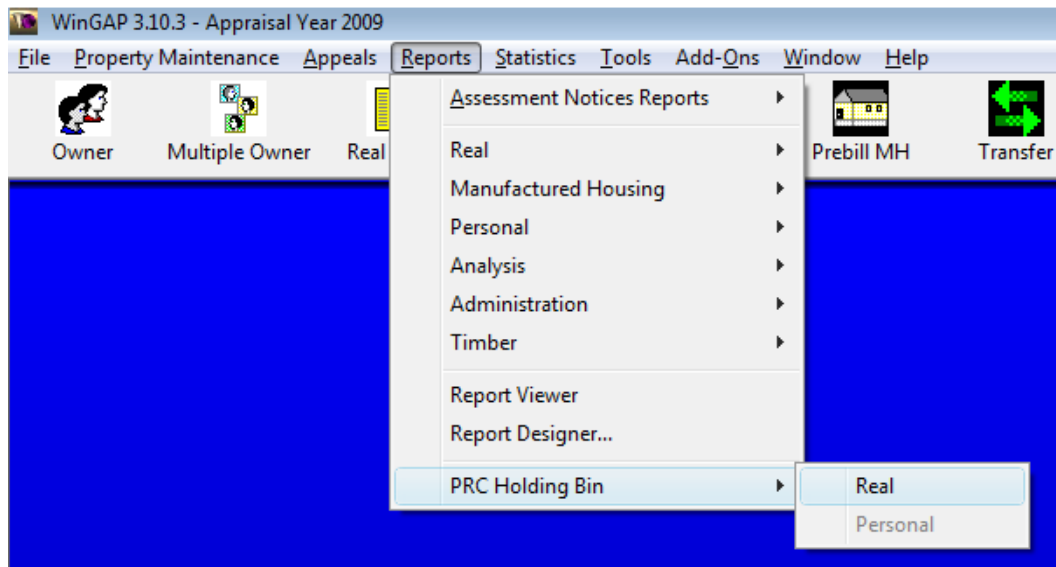 WinGAP 3.10.3 - Appraisal Year 2009
File Property Maintenance Appeals Reports Statistics Tools Add-Ons Window Help
Owner Multiple Owner Real Prebill MH Transfer
Assessment Notices Reports
Real
Manufactured Housing
Personal
Analysis
Administration
Timber
Report Viewer
Report Designer...
PRC Holding Bin
Real
Personal